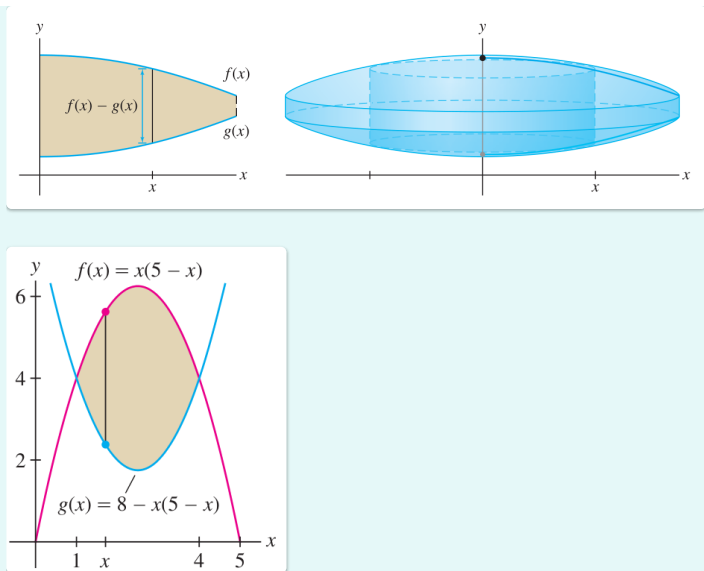 y
f(x)
f(x) − g(x)
g(x)
x
x
y
x
x
y
f(x) = x(5 − x)
6
4
2
g(x) = 8 − x(5 − x)
1 x 4 5 x